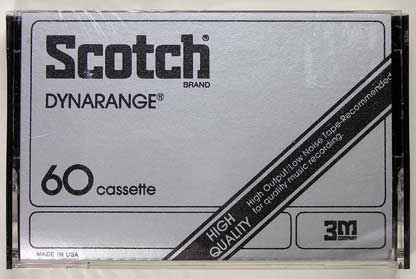 Scotch®
BRAND
DYNARANGE®
60 cassette
HIGH
QUALITY
High Output/Low Noise Tape-Recommended
for quality music recording.
3M
COMPANY
MADE IN USA